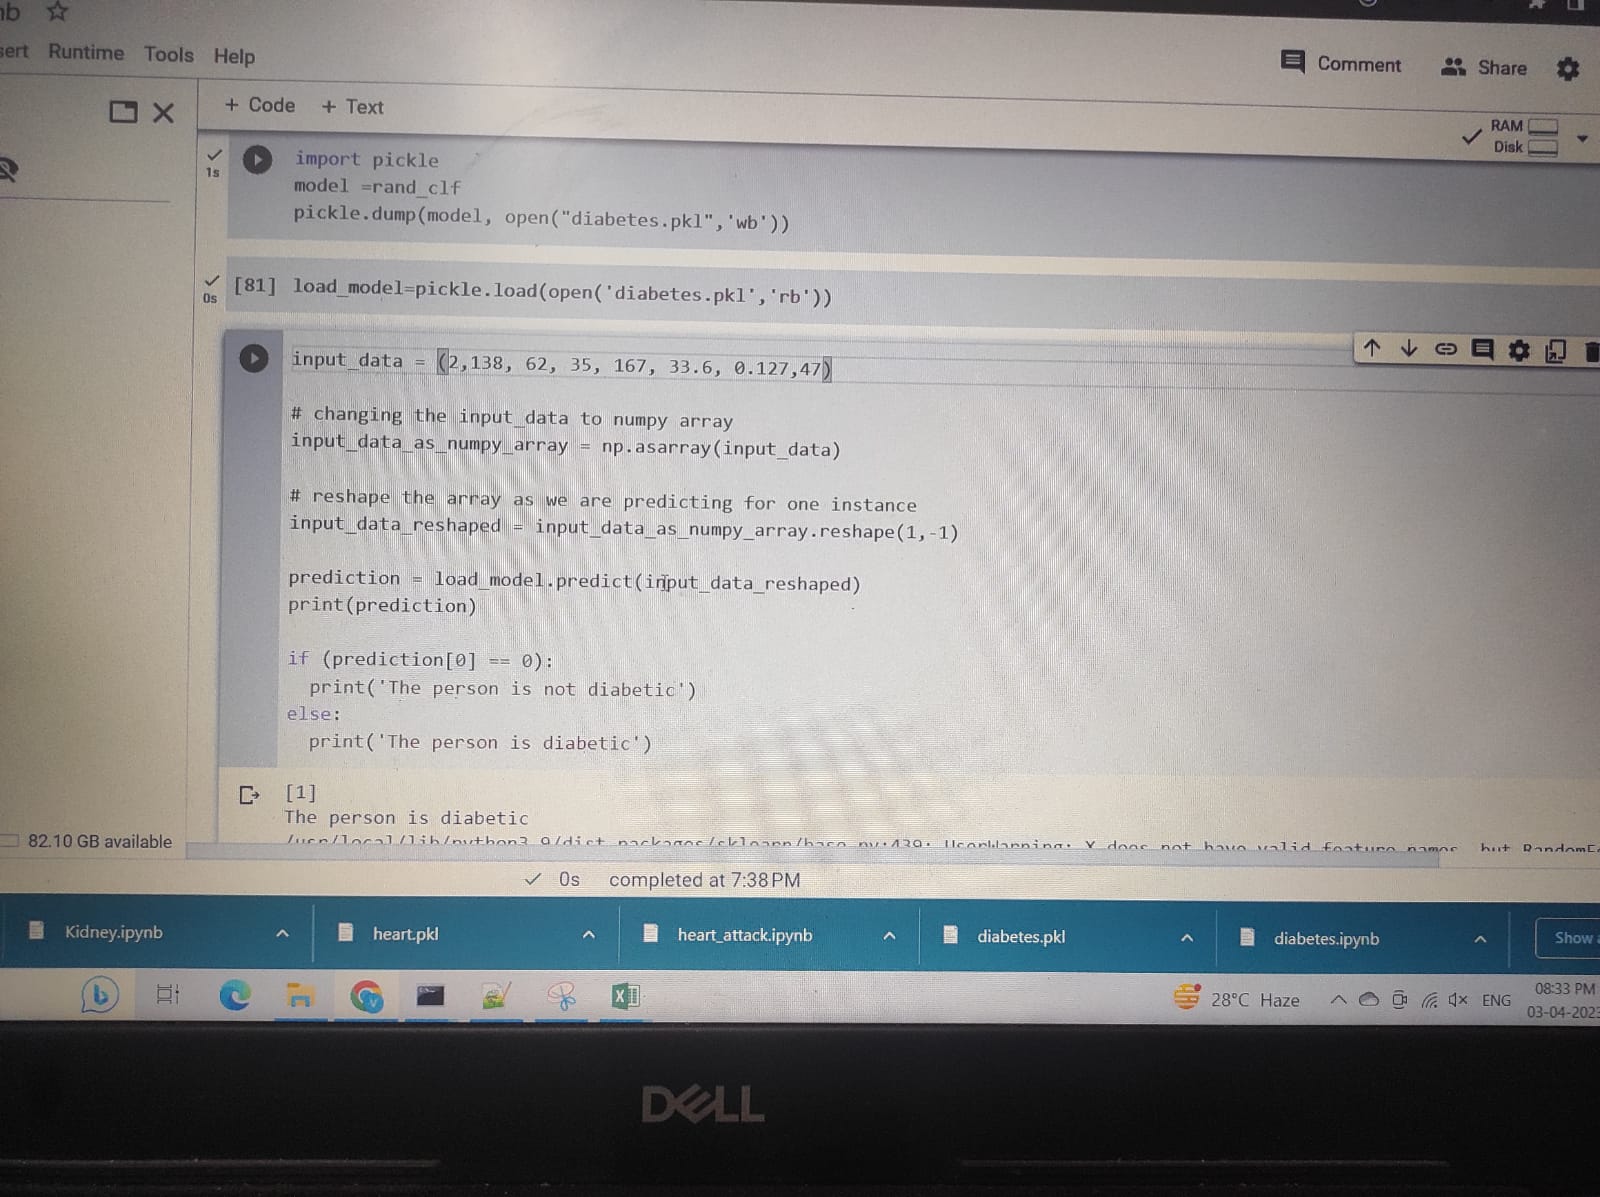 Runtime Tools Help
Comment Share
+ Code + Text
RAM
Disk
1s
import pickle
model =rand_clf
pickle.dump(model, open("diabetes.pkl",'wb'))
0s
[81] load_model=pickle.load(open('diabetes.pkl','rb'))
input_data = (2,138, 62, 35, 167, 33.6, 0.127,47)
# changing the input_data to numpy array
input_data_as_numpy_array = np.asarray(input_data)
# reshape the array as we are predicting for one instance
input_data_reshaped = input_data_as_numpy_array.reshape(1,-1)
prediction = load_model.predict(input_data_reshaped)
print(prediction)
if (prediction[0] == 0):
print('The person is not diabetic')
else:
print('The person is diabetic')
[1]
The person is diabetic
82.10 GB available
0s completed at 7:38 PM
Kidney.ipynb heart.pkl heart_attack.ipynb diabetes.pkl diabetes.ipynb Show
28°C Haze ENG 08:33 PM
03-04-2023
DELL